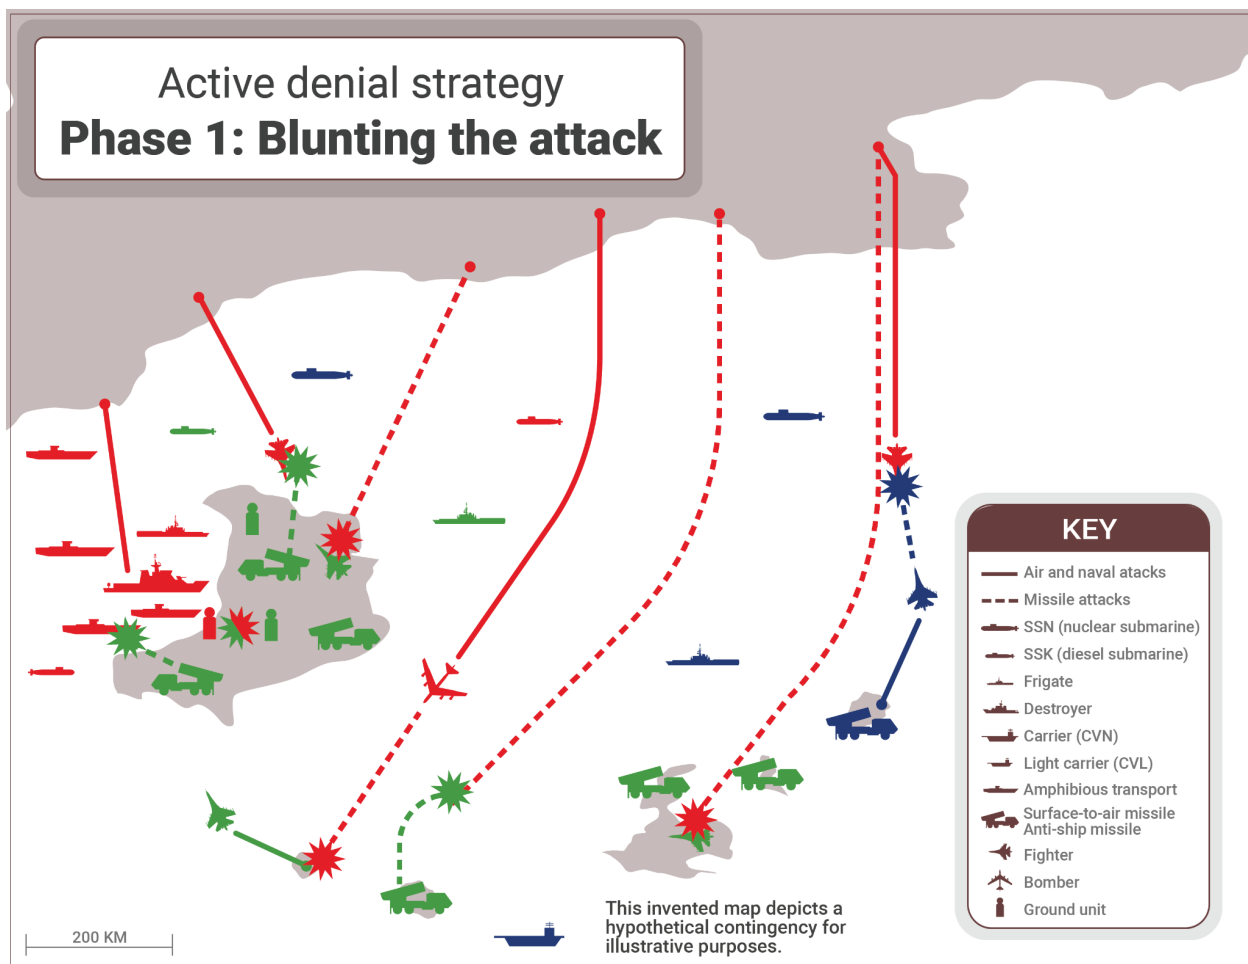 Active denial strategy
Phase 1: Blunting the attack
KEY
Air and naval atacks
Missile attacks
SSN (nuclear submarine)
SSK (diesel submarine)
Frigate
Destroyer
Carrier (CVN)
Light carrier (CVL)
Amphibious transport
Surface-to-air missile
Anti-ship missile
Fighter
Bomber
Ground unit
This invented map depicts a
hypothetical contingency for
illustrative purposes.
200 KM